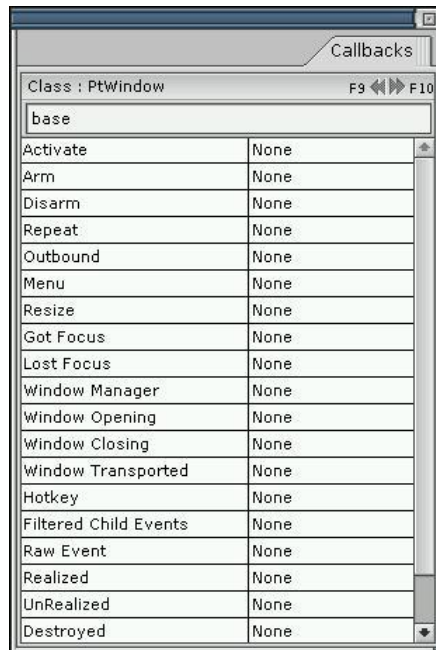 Callbacks
Class : PtWindow F9 F10
base
Activate None
Arm None
Disarm None
Repeat None
Outbound None
Menu None
Resize None
Got Focus None
Lost Focus None
Window Manager None
Window Opening None
Window Closing None
Window Transported None
Hotkey None
Filtered Child Events None
Raw Event None
Realized None
UnRealized None
Destroyed None